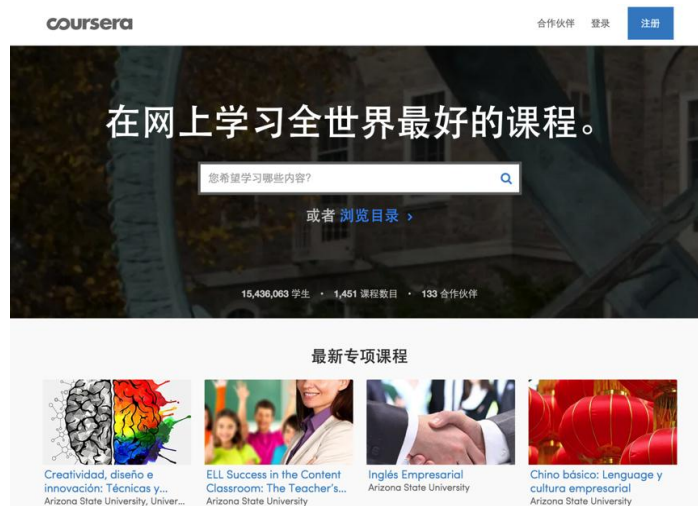 coursera
合作伙伴 登录 注册
在网上学习全世界最好的课程。
您希望学习哪些内容?
或者 浏览目录 ›
15,436,063 学生 · 1,451 课程数目 · 133 合作伙伴
最新专项课程
Creatividad, diseño e
innovación: Técnicas y...
Arizona State University, Univer...
ELL Success in the Content
Classroom: The Teacher's...
Arizona State University
Inglés Empresarial
Arizona State University
Chino básico: Lenguage y
cultura empresarial
Arizona State University